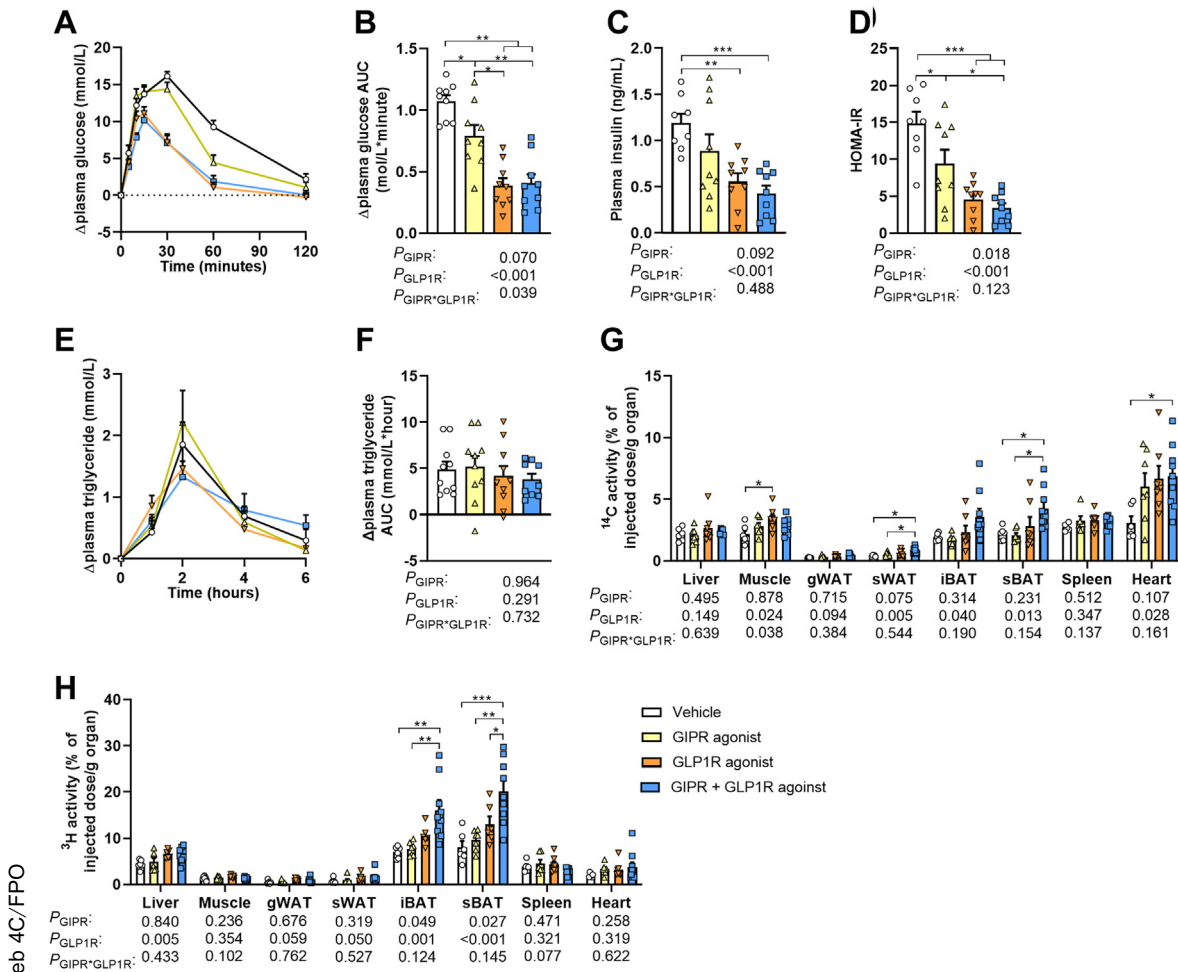 A
Δplasma glucose (mmol/L)
20
15
10
5
0
-5
0 30 60 90 120
Time (minutes)
B
Δplasma glucose AUC
(mol/L*minute)
1.5
1.0
0.5
0.0
**
* **
*
PGIPR: 0.070
PGLP1R: <0.001
PGIPR*GLP1R: 0.039
C
Plasma insulin (ng/mL)
2.0
1.5
1.0
0.5
0.0
***
**
PGIPR: 0.092
PGLP1R: <0.001
PGIPR*GLP1R: 0.488
D)
HOMA-IR
25
20
15
10
5
0
***
* *
PGIPR: 0.018
PGLP1R: <0.001
PGIPR*GLP1R: 0.123
E
Δplasma triglyceride (mmol/L)
3
2
1
0
0 2 4 6
Time (hours)
F
Δplasma triglyceride
AUC (mmol/L*hour)
15
10
5
0
-5
PGIPR: 0.964
PGLP1R: 0.291
PGIPR*GLP1R: 0.732
G
14C activity (% of
injected dose/g organ)
15
10
5
0
*
*
*
*
*
*
Liver Muscle gWAT sWAT iBAT sBAT Spleen Heart
PGIPR: 0.495 0.878 0.715 0.075 0.314 0.231 0.512 0.107
PGLP1R: 0.149 0.024 0.094 0.005 0.040 0.013 0.347 0.028
PGIPR*GLP1R: 0.639 0.038 0.384 0.544 0.190 0.154 0.137 0.161
H
3H activity (% of
injected dose/g organ)
40
30
20
10
0
**
**
***
**
*
Liver Muscle gWAT sWAT iBAT sBAT Spleen Heart
PGIPR: 0.840 0.236 0.676 0.319 0.049 0.027 0.471 0.258
PGLP1R: 0.005 0.354 0.059 0.050 0.001 <0.001 0.321 0.319
PGIPR*GLP1R: 0.433 0.102 0.762 0.527 0.124 0.145 0.077 0.622
Vehicle
GIPR agonist
GLP1R agonist
GIPR + GLP1R agoinst
eb 4C/FPO